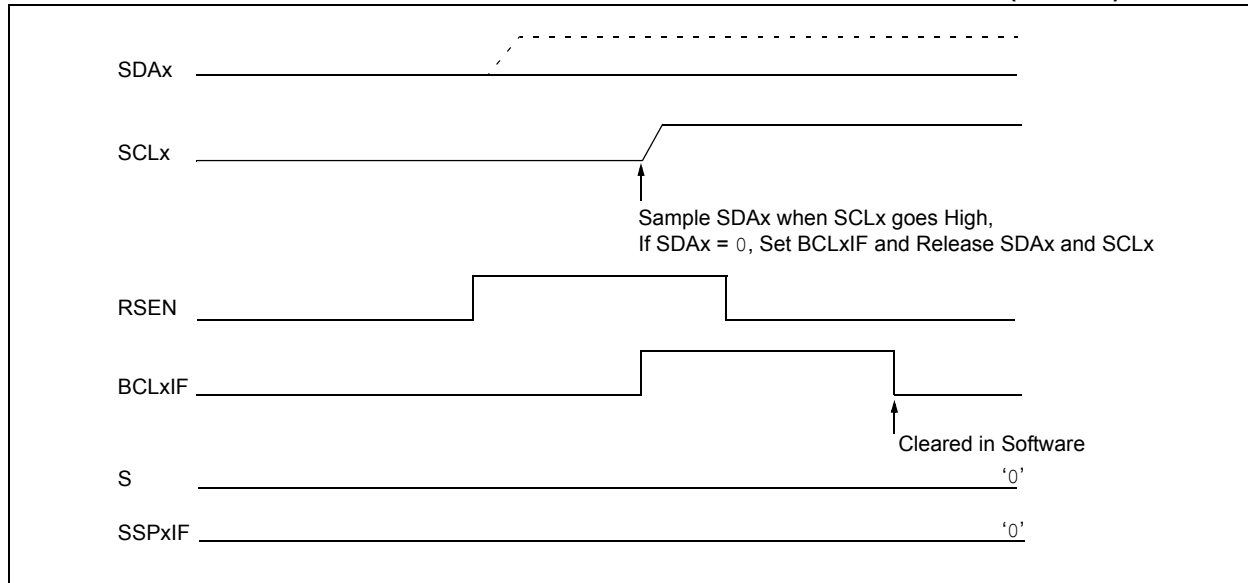 SDAx
SCLx
Sample SDAx when SCLx goes High,
If SDAx = 0, Set BCLxIF and Release SDAx and SCLx
RSEN
BCLxIF
Cleared in Software
S
‘0’
SSPxIF
‘0’